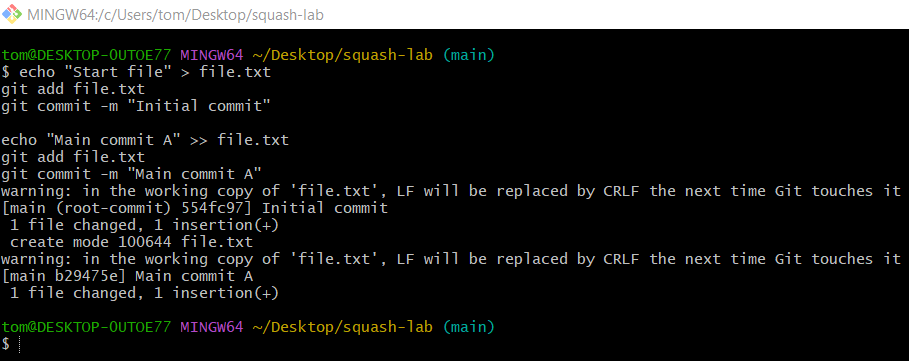 MINGW64:/c/Users/tom/Desktop/squash-lab
tom@DESKTOP-OUTOE77 MINGW64 ~/Desktop/squash-lab (main)
$ echo "Start file" > file.txt
git add file.txt
git commit -m "Initial commit"
echo "Main commit A" >> file.txt
git add file.txt
git commit -m "Main commit A"
warning: in the working copy of 'file.txt', LF will be replaced by CRLF the next time Git touches it
[main (root-commit) 554fc97] Initial commit
 1 file changed, 1 insertion(+)
 create mode 100644 file.txt
warning: in the working copy of 'file.txt', LF will be replaced by CRLF the next time Git touches it
[main b29475e] Main commit A
 1 file changed, 1 insertion(+)
tom@DESKTOP-OUTOE77 MINGW64 ~/Desktop/squash-lab (main)
$